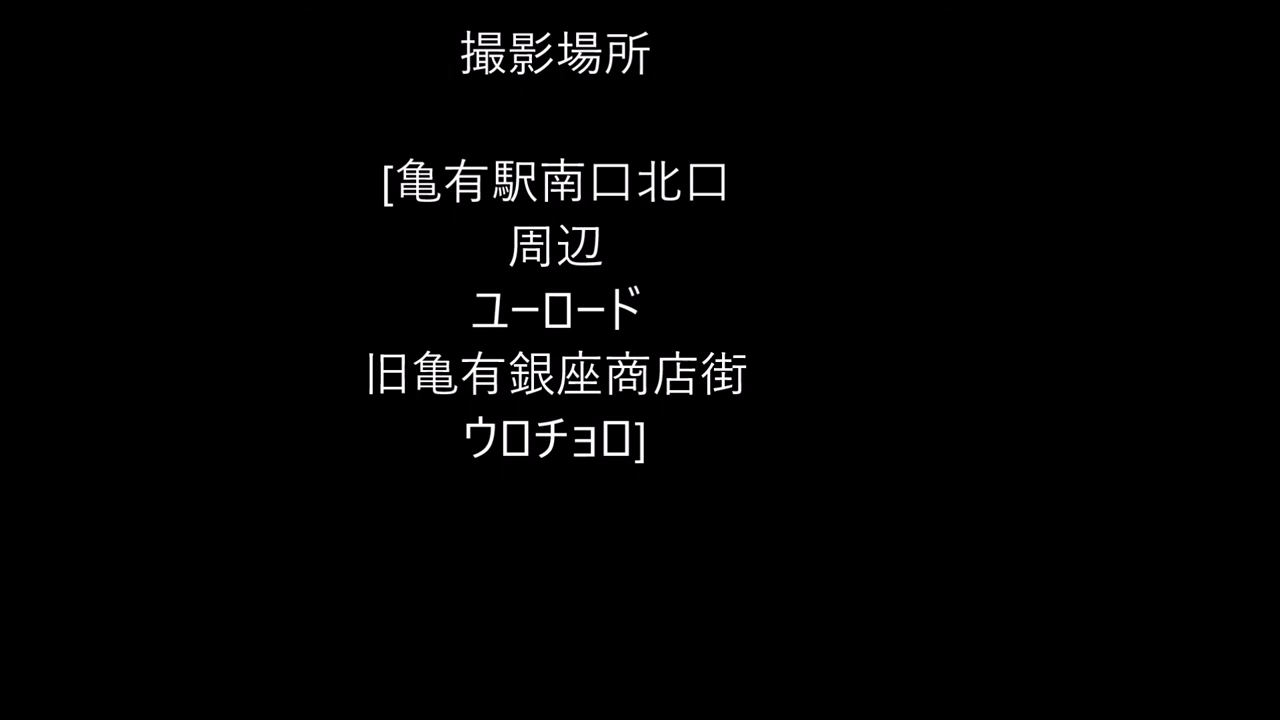 撮影場所
[亀有駅南口北口
周辺
ユーロード
旧亀有銀座商店街
ウロチョロ]